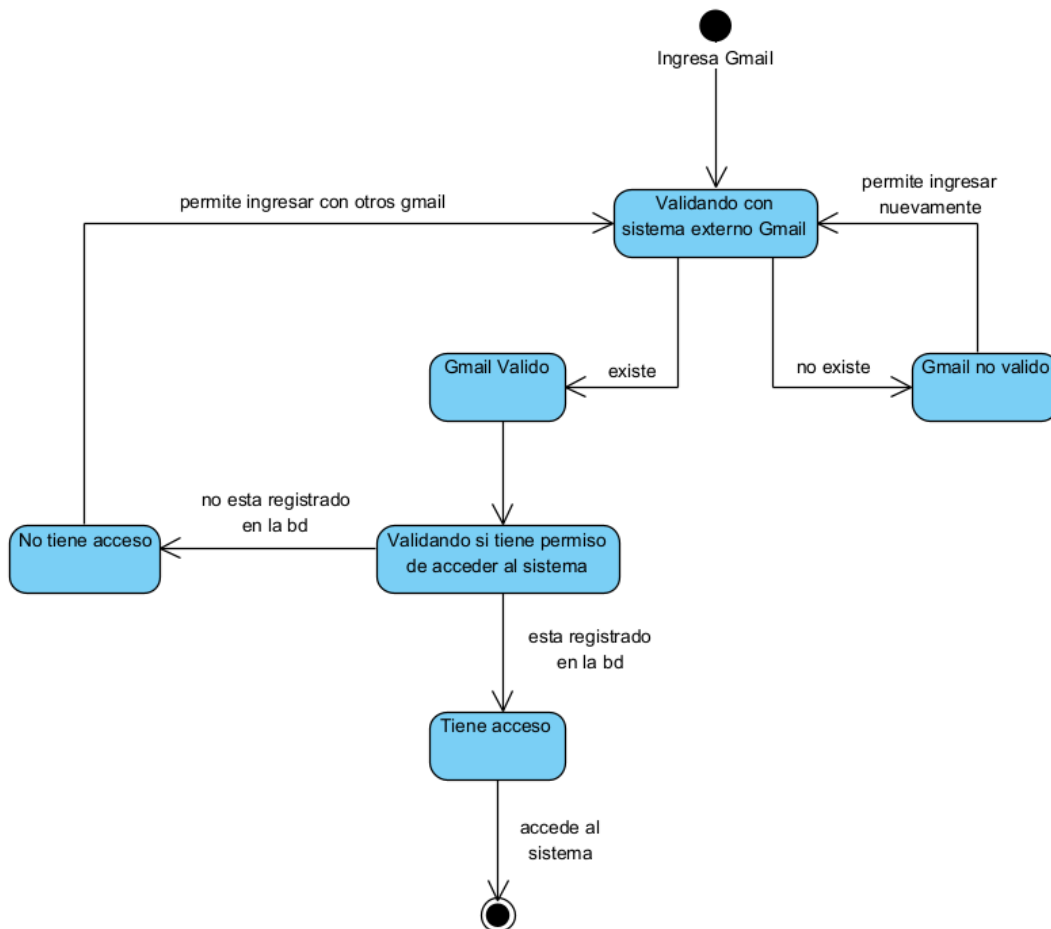 Ingresa Gmail
permite ingresar con otros gmail
permite ingresar
nuevamente
Validando con
sistema externo Gmail
Gmail Valido
existe
no existe
Gmail no valido
no esta registrado
en la bd
No tiene acceso
Validando si tiene permiso
de acceder al sistema
esta registrado
en la bd
Tiene acceso
accede al
sistema